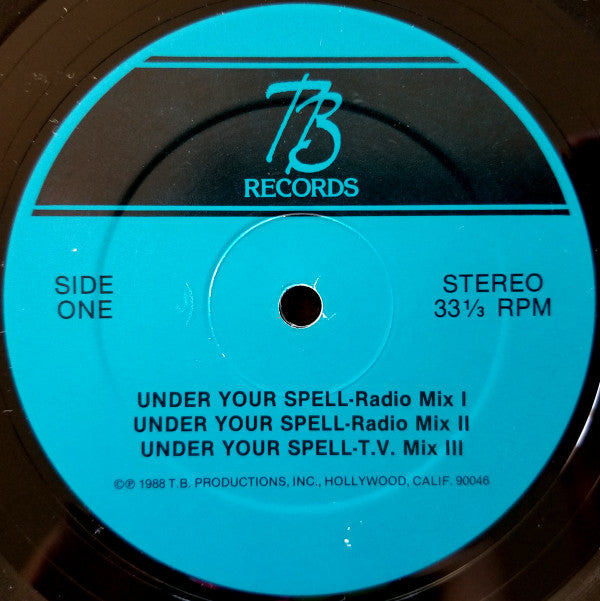 TB
RECORDS
SIDE
ONE
STEREO
33⅓ RPM
UNDER YOUR SPELL-Radio Mix I
UNDER YOUR SPELL-Radio Mix II
UNDER YOUR SPELL-T.V. Mix III
©℗ 1988 T.B. PRODUCTIONS, INC., HOLLYWOOD, CALIF. 90046